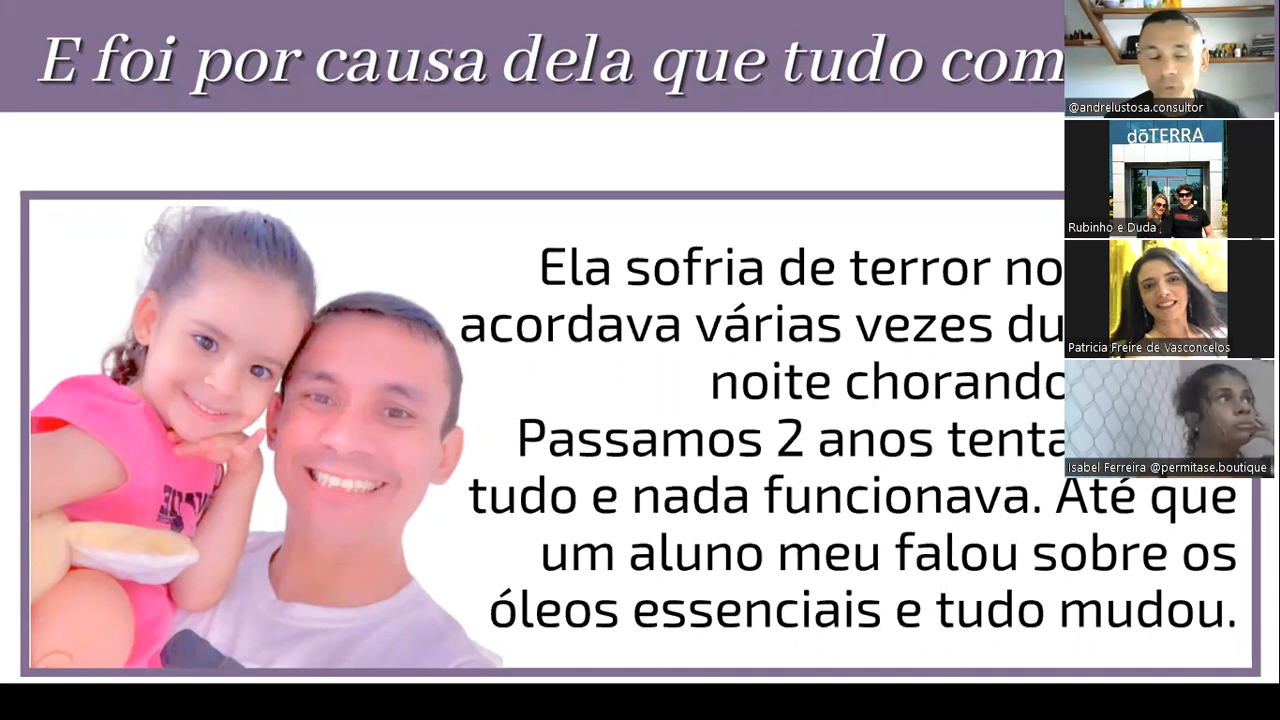 E foi por causa dela que tudo com
@andrelustosa.consultor
dōTERRA
Rubinho e Duda
Patricia Freire de Vasconcelos
Isabel Ferreira @permitase.boutique
Ela sofria de terror no
acordava várias vezes du
noite chorando
Passamos 2 anos tenta
tudo e nada funcionava. Até que
um aluno meu falou sobre os
óleos essenciais e tudo mudou.